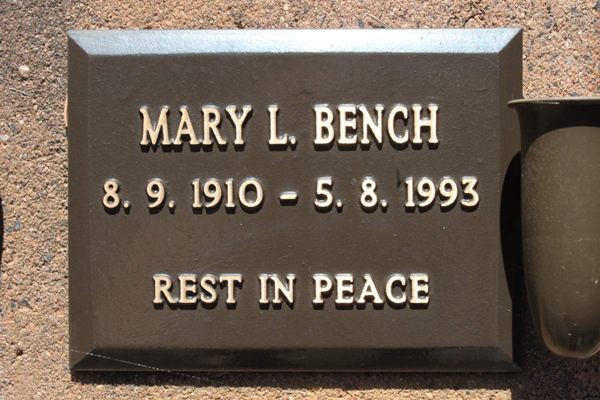 MARY L. BENCH
8. 9. 1910 - 5. 8. 1993
REST IN PEACE